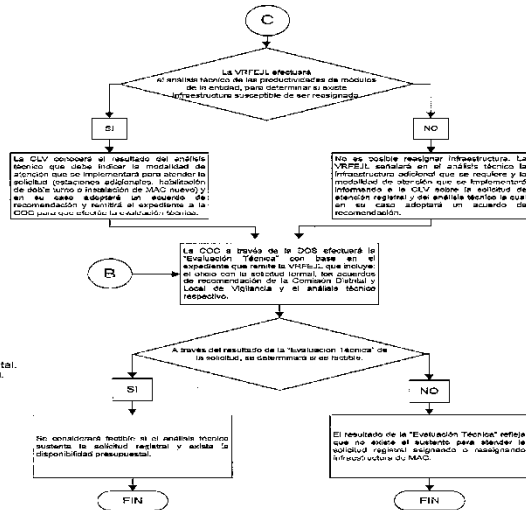 C
La VRFEJL efectuará
el análisis técnico de las productividades de módulos
de la entidad, para determinar si existe
infraestructura susceptible de ser reasignada.
SI
NO
La CLV conocerá el resultado del análisis
técnico que debe indicar la modalidad de
atención que se implementará para atender la
solicitud (estaciones adicionales, habilitación
de doble turno o instalación de MAC nuevo) y
en su caso adoptará un acuerdo de
recomendación y remitirá el expediente a la
COC para que efectúe la evaluación técnica.
No es posible reasignar infraestructura. La
VRFEJL señalará en el análisis técnico la
infraestructura adicional que se requiere y la
modalidad de atención que se implementará
informando a la CLV sobre la solicitud de
atención registral y del análisis técnico la cual
en su caso adoptará un acuerdo de
recomendación.
B
La COC a través de la DOS efectuará la
"Evaluación Técnica" con base en el
expediente que remite la VRFEJL que incluye:
el oficio con la solicitud formal, los acuerdos
de recomendación de la Comisión Distrital y
Local de Vigilancia y el análisis técnico
respectivo.
A través del resultado de la "Evaluación Técnica" de
la solicitud, se determinará si es factible.
tal.
SI
NO
Se considerará factible si el análisis técnico
sustenta la solicitud registral y exista la
disponibilidad presupuestal.
El resultado de la "Evaluación Técnica" refleja
que no existe el sustento para atender la
solicitud registral asignando o reasignando
infraestructura de MAC.
FIN
FIN